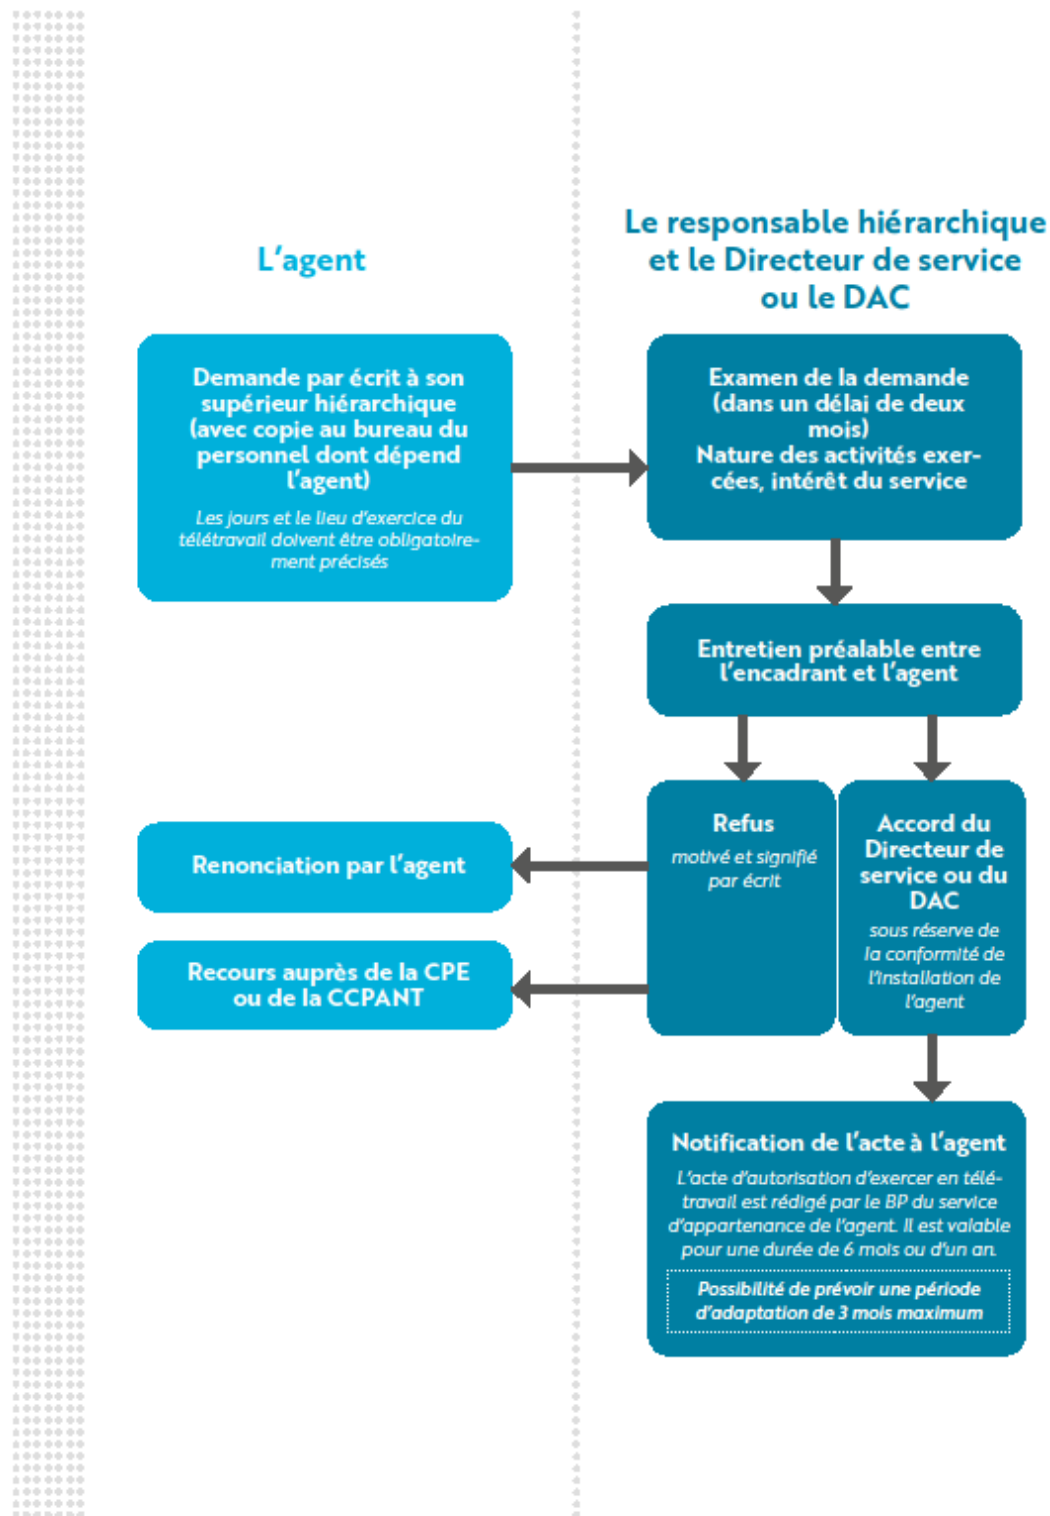 L'agent
Le responsable hiérarchique
et le Directeur de service
ou le DAC
Demande par écrit à son
supérieur hiérarchique
(avec copie au bureau du
personnel dont dépend
l'agent)
Les jours et le lieu d'exercice du
télétravail doivent être obligatoire-
ment précisés
Examen de la demande
(dans un délai de deux
mois)
Nature des activités exer-
cées, intérêt du service
Entretien préalable entre
l'encadrant et l'agent
Refus
motivé et signifié
par écrit
Accord du
Directeur de
service ou du
DAC
sous réserve de
la conformité de
l'installation de
l'agent
Renonciation par l'agent
Recours auprès de la CPE
ou de la CCPANT
Notification de l'acte à l'agent
L'acte d'autorisation d'exercer en télé-
travail est rédigé par le BP du service
d'appartenance de l'agent. Il est valable
pour une durée de 6 mois ou d'un an.
Possibilité de prévoir une période
d'adaptation de 3 mois maximum